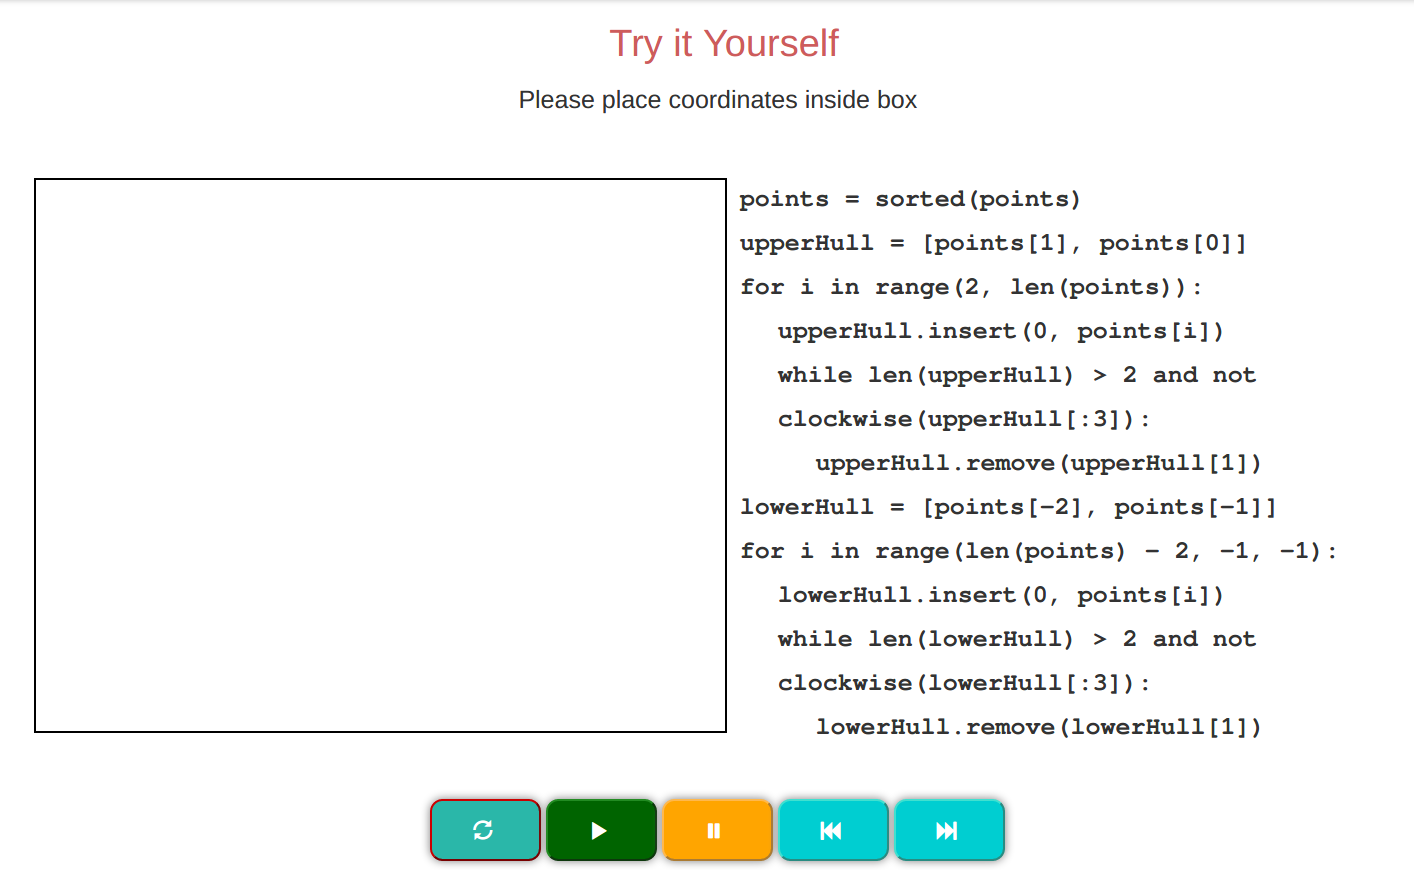 Try it Yourself
Please place coordinates inside box
points = sorted(points)
upperHull = [points[1], points[0]]
for i in range(2, len(points)):
upperHull.insert(0, points[i])
while len(upperHull) > 2 and not
clockwise(upperHull[:3]):
upperHull.remove(upperHull[1])
lowerHull = [points[-2], points[-1]]
for i in range(len(points) - 2, -1, -1):
lowerHull.insert(0, points[i])
while len(lowerHull) > 2 and not
clockwise(lowerHull[:3]):
lowerHull.remove(lowerHull[1])